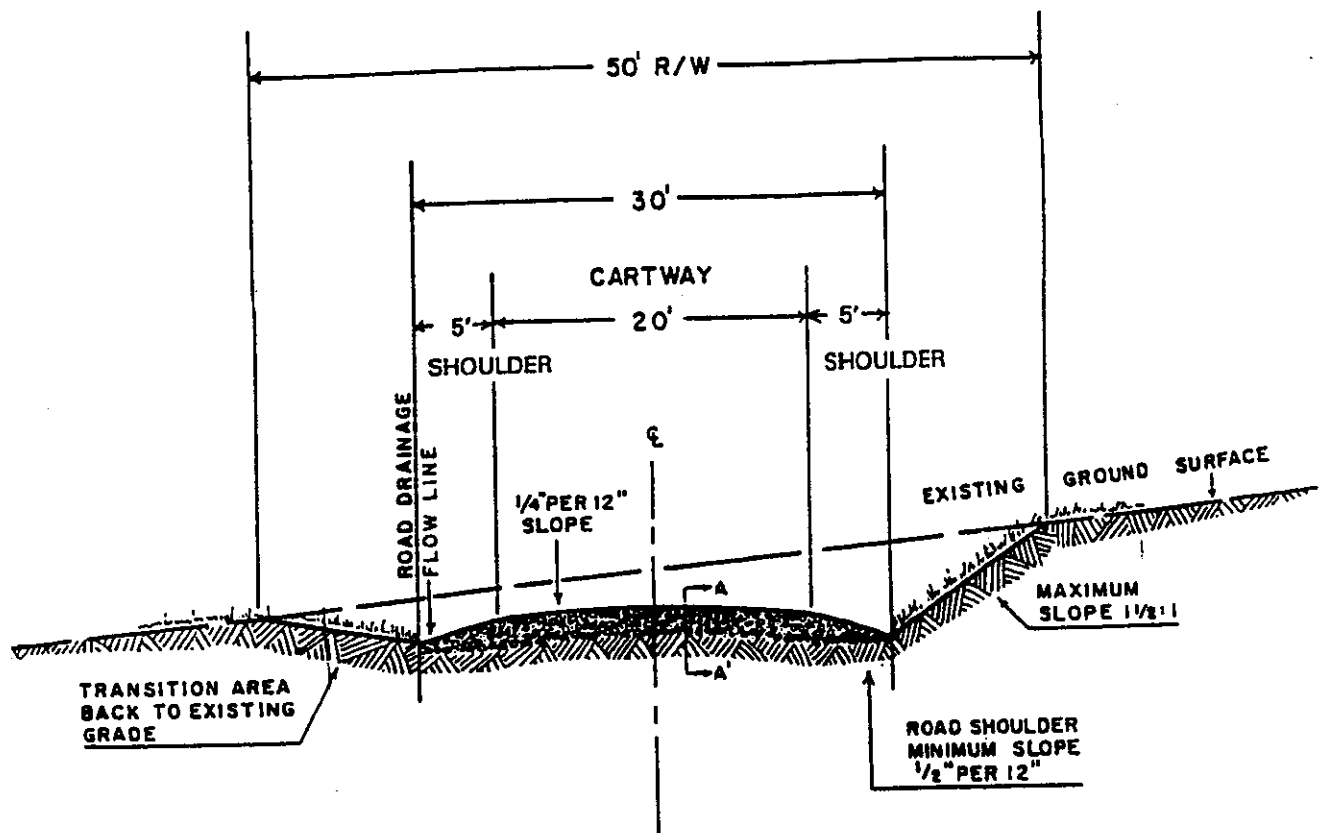 50' R/W
30'
CARTWAY
5'
20'
5'
SHOULDER
SHOULDER
ROAD DRAINAGE
FLOW LINE
1/4" PER 12"
SLOPE
℄
EXISTING GROUND SURFACE
A
A'
MAXIMUM
SLOPE 1 1/2:1
TRANSITION AREA
BACK TO EXISTING
GRADE
ROAD SHOULDER
MINIMUM SLOPE
1/2" PER 12"